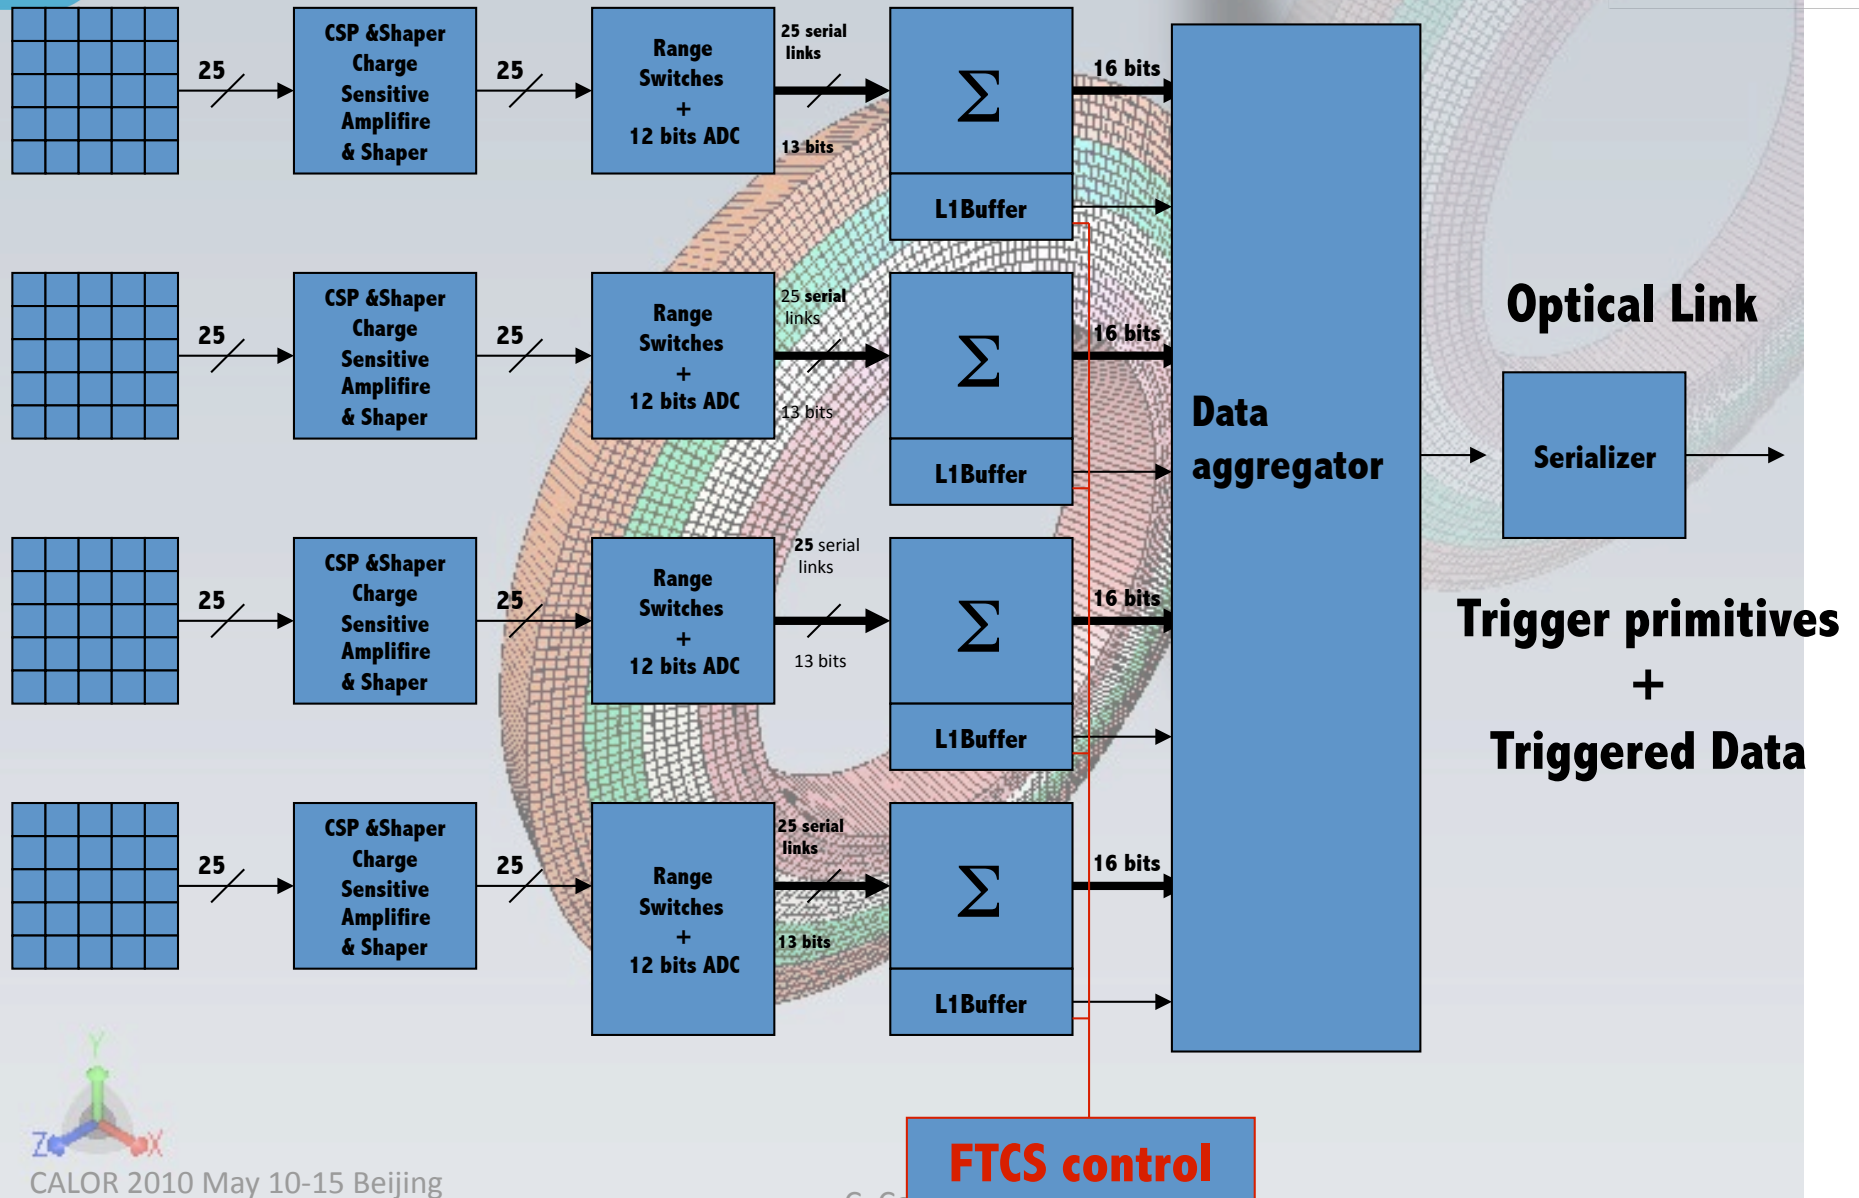 25
CSP &Shaper
Charge
Sensitive
Amplifire
& Shaper
25
Range
Switches
+
12 bits ADC
25 serial
links
13 bits
Σ
L1Buffer
16 bits
25
CSP &Shaper
Charge
Sensitive
Amplifire
& Shaper
25
Range
Switches
+
12 bits ADC
25 serial
links
13 bits
Σ
L1Buffer
16 bits
25
CSP &Shaper
Charge
Sensitive
Amplifire
& Shaper
25
Range
Switches
+
12 bits ADC
25 serial
links
13 bits
Σ
L1Buffer
16 bits
25
CSP &Shaper
Charge
Sensitive
Amplifire
& Shaper
25
Range
Switches
+
12 bits ADC
25 serial
links
13 bits
Σ
L1Buffer
16 bits
Data
aggregator
Optical Link
Serializer
Trigger primitives
+
Triggered Data
FTCS control
Y
Z
X
CALOR 2010 May 10-15 Beijing